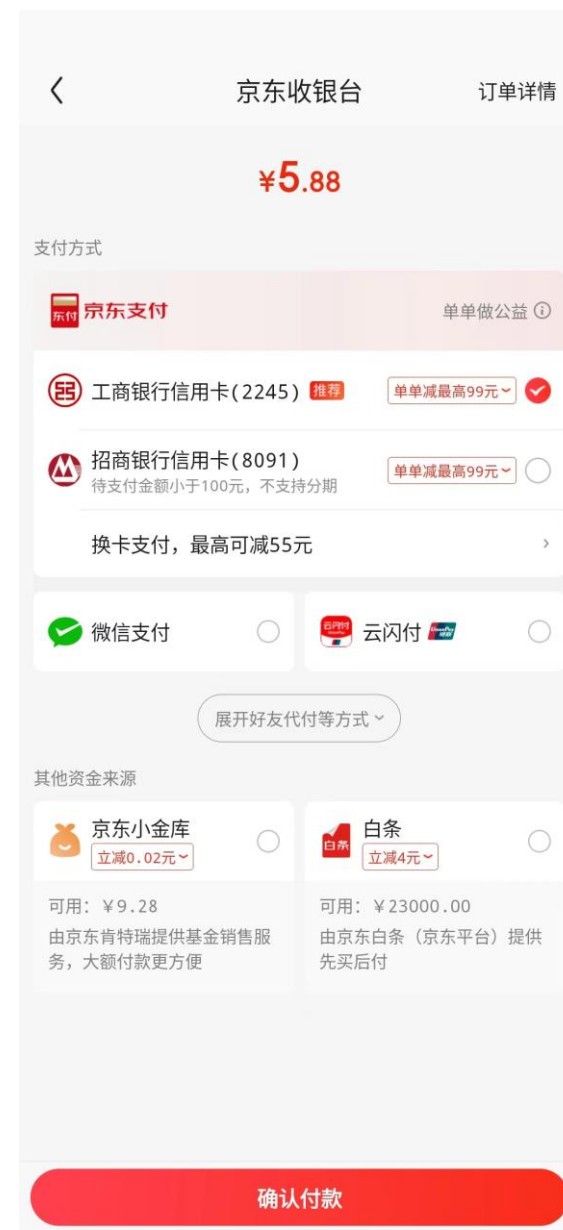 京东收银台
订单详情
¥5.88
支付方式
东付 京东支付
单单做公益
工商银行信用卡(2245) 推荐 单单减最高99元
招商银行信用卡(8091)
待支付金额小于100元，不支持分期
单单减最高99元
换卡支付，最高可减55元
微信支付
云闪付
展开好友代付等方式
其他资金来源
京东小金库
立减0.02元
白条
白条
立减4元
可用：￥9.28
由京东肯特瑞提供基金销售服
务，大额付款更方便
可用：￥23000.00
由京东白条（京东平台）提供
先买后付
确认付款